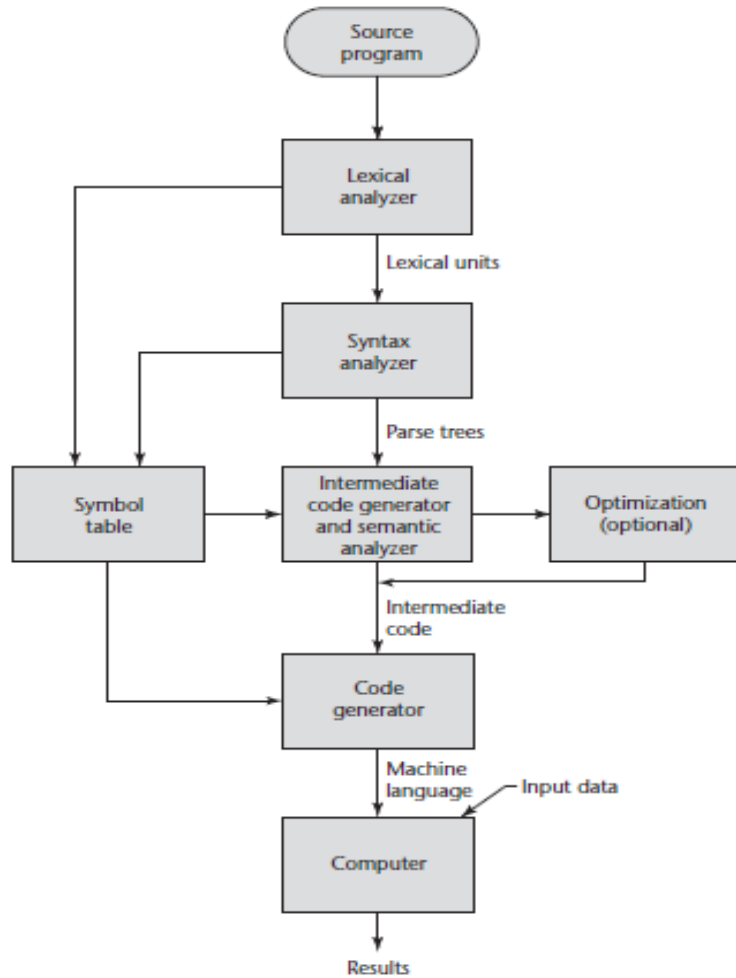 Source
program
Lexical
analyzer
Lexical units
Syntax
analyzer
Parse trees
Symbol
table
Intermediate
code generator
and semantic
analyzer
Optimization
(optional)
Intermediate
code
Code
generator
Machine
language
Input data
Computer
Results